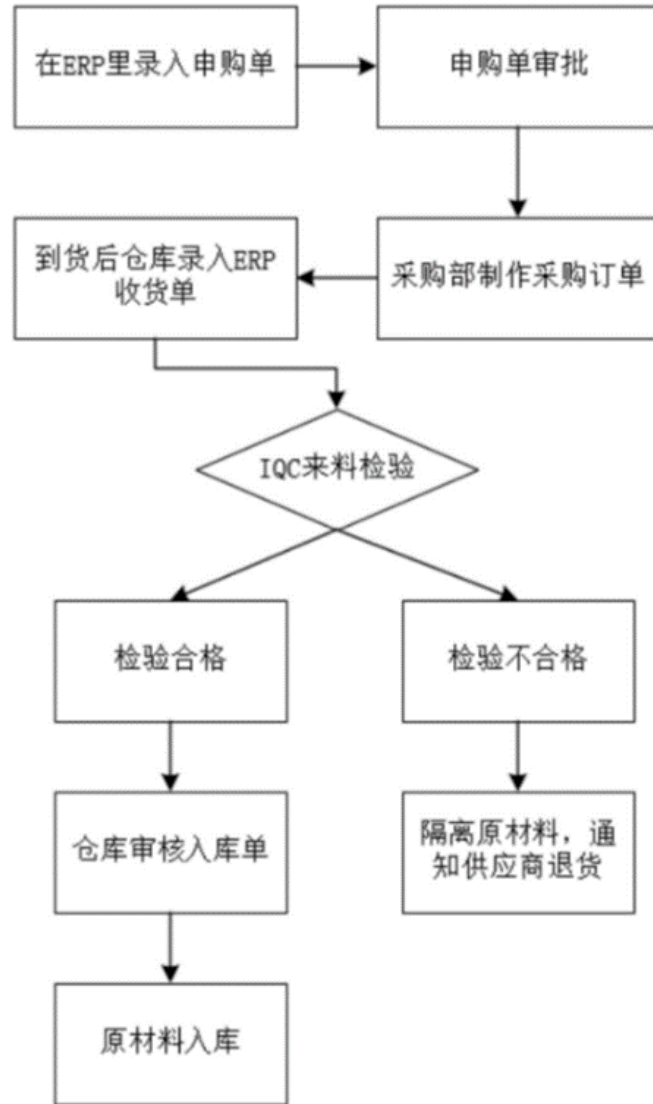 在ERP里录入申购单
申购单审批
到货后仓库录入ERP
收货单
采购部制作采购订单
IQC来料检验
检验合格
检验不合格
仓库审核入库单
隔离原材料，通
知供应商退货
原材料入库